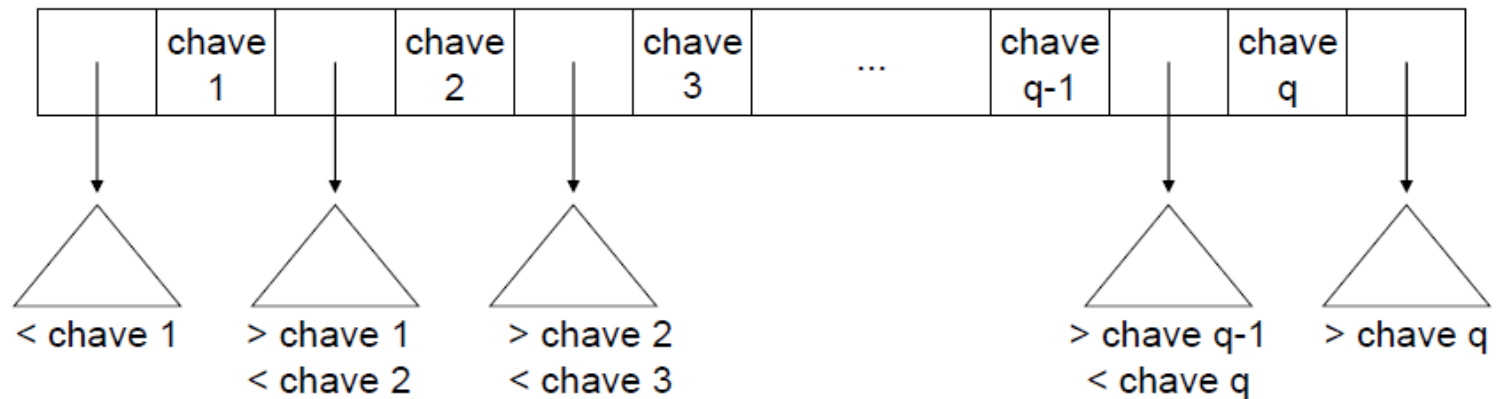 chave 1
chave 2
chave 3
...
chave q-1
chave q
< chave 1
> chave 1
< chave 2
> chave 2
< chave 3
> chave q-1
< chave q
> chave q